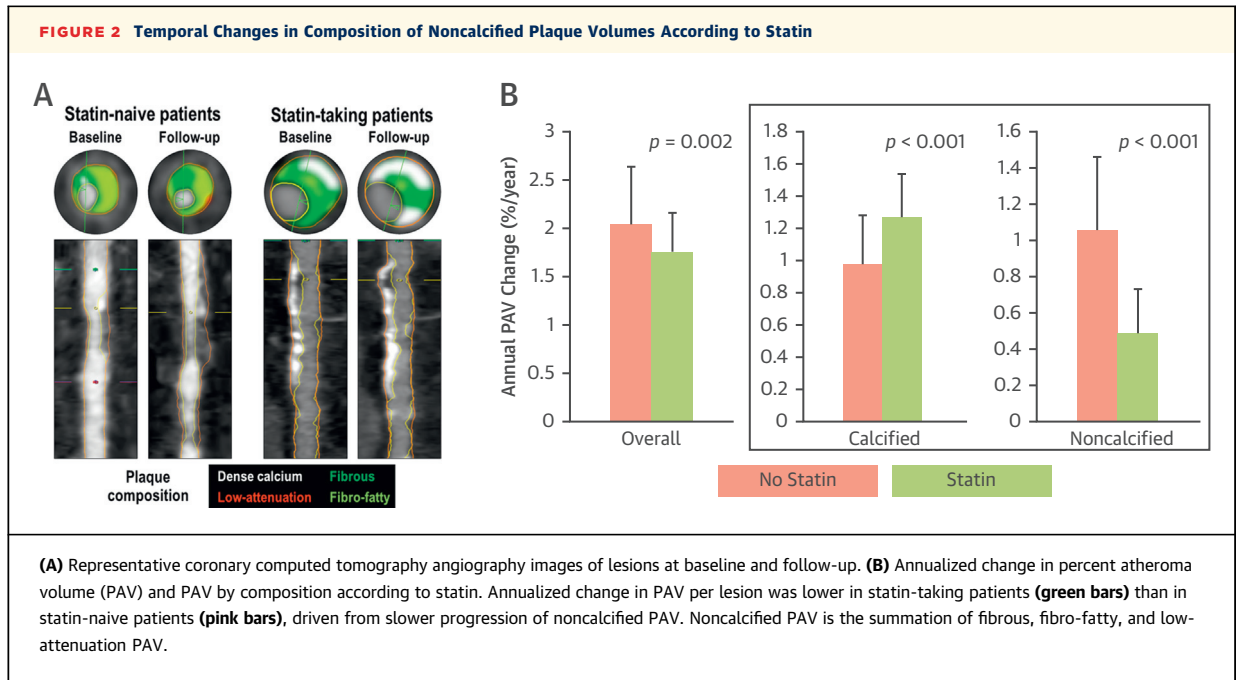 FIGURE 2 Temporal Changes in Composition of Noncalcified Plaque Volumes According to Statin
A
Statin-naive patients
Statin-taking patients
Baseline
Follow-up
Baseline
Follow-up
Plaque composition
Dense calcium
Fibrous
Low-attenuation
Fibro-fatty
B
Annual PAV Change (%/year)
3
2.5
2
1.5
1
0.5
0
p = 0.002
Overall
1.8
1.6
1.4
1.2
1
0.8
0.6
0.4
0.2
0
p < 0.001
Calcified
1.6
1.4
1.2
1
0.8
0.6
0.4
0.2
0
p < 0.001
Noncalcified
No Statin
Statin
(A) Representative coronary computed tomography angiography images of lesions at baseline and follow-up. (B) Annualized change in percent atheroma
volume (PAV) and PAV by composition according to statin. Annualized change in PAV per lesion was lower in statin-taking patients (green bars) than in
statin-naive patients (pink bars), driven from slower progression of noncalcified PAV. Noncalcified PAV is the summation of fibrous, fibro-fatty, and low-
attenuation PAV.